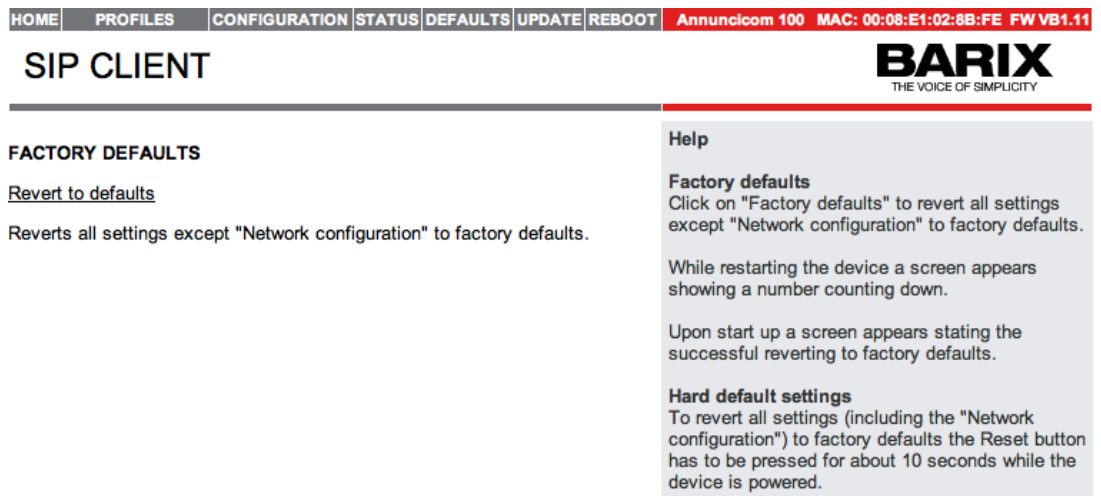 HOME PROFILES CONFIGURATION STATUS DEFAULTS UPDATE REBOOT Annuncicom 100 MAC: 00:08:E1:02:8B:FE FW VB1.11
SIP CLIENT
BARIX
THE VOICE OF SIMPLICITY
FACTORY DEFAULTS
Revert to defaults
Reverts all settings except "Network configuration" to factory defaults.
Help
Factory defaults
Click on "Factory defaults" to revert all settings
except "Network configuration" to factory defaults.
While restarting the device a screen appears
showing a number counting down.
Upon start up a screen appears stating the
successful reverting to factory defaults.
Hard default settings
To revert all settings (including the "Network
configuration") to factory defaults the Reset button
has to be pressed for about 10 seconds while the
device is powered.